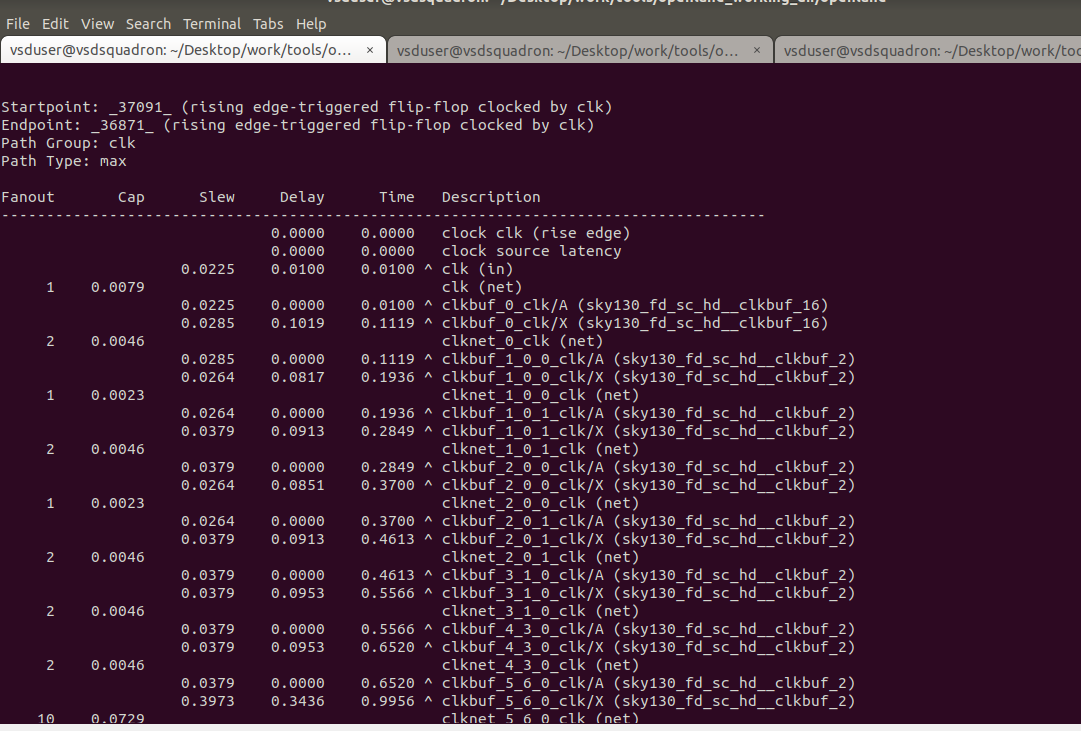 vsduser@vsdsquadron: ~/Desktop/work/tools/openlane_working_dir/openlane
File Edit View Search Terminal Tabs Help
vsduser@vsdsquadron: ~/Desktop/work/tools/o... × vsduser@vsdsquadron: ~/Desktop/work/tools/o... × vsduser@vsdsquadron: ~/Desktop/work/too
Startpoint: _37091_ (rising edge-triggered flip-flop clocked by clk)
Endpoint: _36871_ (rising edge-triggered flip-flop clocked by clk)
Path Group: clk
Path Type: max
Fanout Cap Slew Delay Time Description
-------------------------------------------------------------------------------------
0.0000 0.0000 clock clk (rise edge)
0.0000 0.0000 clock source latency
0.0225 0.0100 0.0100 ^ clk (in)
1 0.0079 clk (net)
0.0225 0.0000 0.0100 ^ clkbuf_0_clk/A (sky130_fd_sc_hd__clkbuf_16)
0.0285 0.1019 0.1119 ^ clkbuf_0_clk/X (sky130_fd_sc_hd__clkbuf_16)
2 0.0046 clknet_0_clk (net)
0.0285 0.0000 0.1119 ^ clkbuf_1_0_0_clk/A (sky130_fd_sc_hd__clkbuf_2)
0.0264 0.0817 0.1936 ^ clkbuf_1_0_0_clk/X (sky130_fd_sc_hd__clkbuf_2)
1 0.0023 clknet_1_0_0_clk (net)
0.0264 0.0000 0.1936 ^ clkbuf_1_0_1_clk/A (sky130_fd_sc_hd__clkbuf_2)
0.0379 0.0913 0.2849 ^ clkbuf_1_0_1_clk/X (sky130_fd_sc_hd__clkbuf_2)
2 0.0046 clknet_1_0_1_clk (net)
0.0379 0.0000 0.2849 ^ clkbuf_2_0_0_clk/A (sky130_fd_sc_hd__clkbuf_2)
0.0264 0.0851 0.3700 ^ clkbuf_2_0_0_clk/X (sky130_fd_sc_hd__clkbuf_2)
1 0.0023 clknet_2_0_0_clk (net)
0.0264 0.0000 0.3700 ^ clkbuf_2_0_1_clk/A (sky130_fd_sc_hd__clkbuf_2)
0.0379 0.0913 0.4613 ^ clkbuf_2_0_1_clk/X (sky130_fd_sc_hd__clkbuf_2)
2 0.0046 clknet_2_0_1_clk (net)
0.0379 0.0000 0.4613 ^ clkbuf_3_1_0_clk/A (sky130_fd_sc_hd__clkbuf_2)
0.0379 0.0953 0.5566 ^ clkbuf_3_1_0_clk/X (sky130_fd_sc_hd__clkbuf_2)
2 0.0046 clknet_3_1_0_clk (net)
0.0379 0.0000 0.5566 ^ clkbuf_4_3_0_clk/A (sky130_fd_sc_hd__clkbuf_2)
0.0379 0.0953 0.6520 ^ clkbuf_4_3_0_clk/X (sky130_fd_sc_hd__clkbuf_2)
2 0.0046 clknet_4_3_0_clk (net)
0.0379 0.0000 0.6520 ^ clkbuf_5_6_0_clk/A (sky130_fd_sc_hd__clkbuf_2)
0.3973 0.3436 0.9956 ^ clkbuf_5_6_0_clk/X (sky130_fd_sc_hd__clkbuf_2)
10 0.0729 clknet_5_6_0_clk (net)